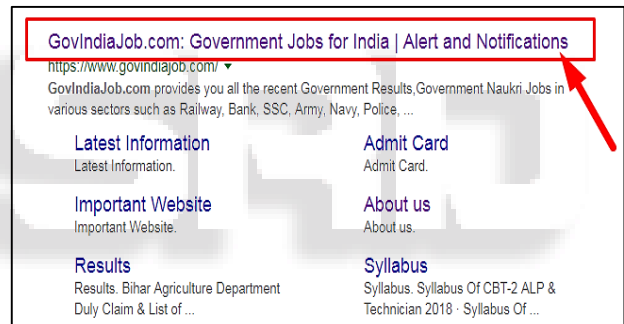 GovIndiaJob.com: Government Jobs for India | Alert and Notifications
https://www.govindiajob.com/
GovIndiaJob.com provides you all the recent Government Results,Government Naukri Jobs in
various sectors such as Railway, Bank, SSC, Army, Navy, Police, ...
Latest Information
Latest Information.
Admit Card
Admit Card.
Important Website
Important Website.
About us
About us.
Results
Results. Bihar Agriculture Department
Duly Claim & List of ...
Syllabus
Syllabus. Syllabus Of CBT-2 ALP &
Technician 2018 · Syllabus Of ...